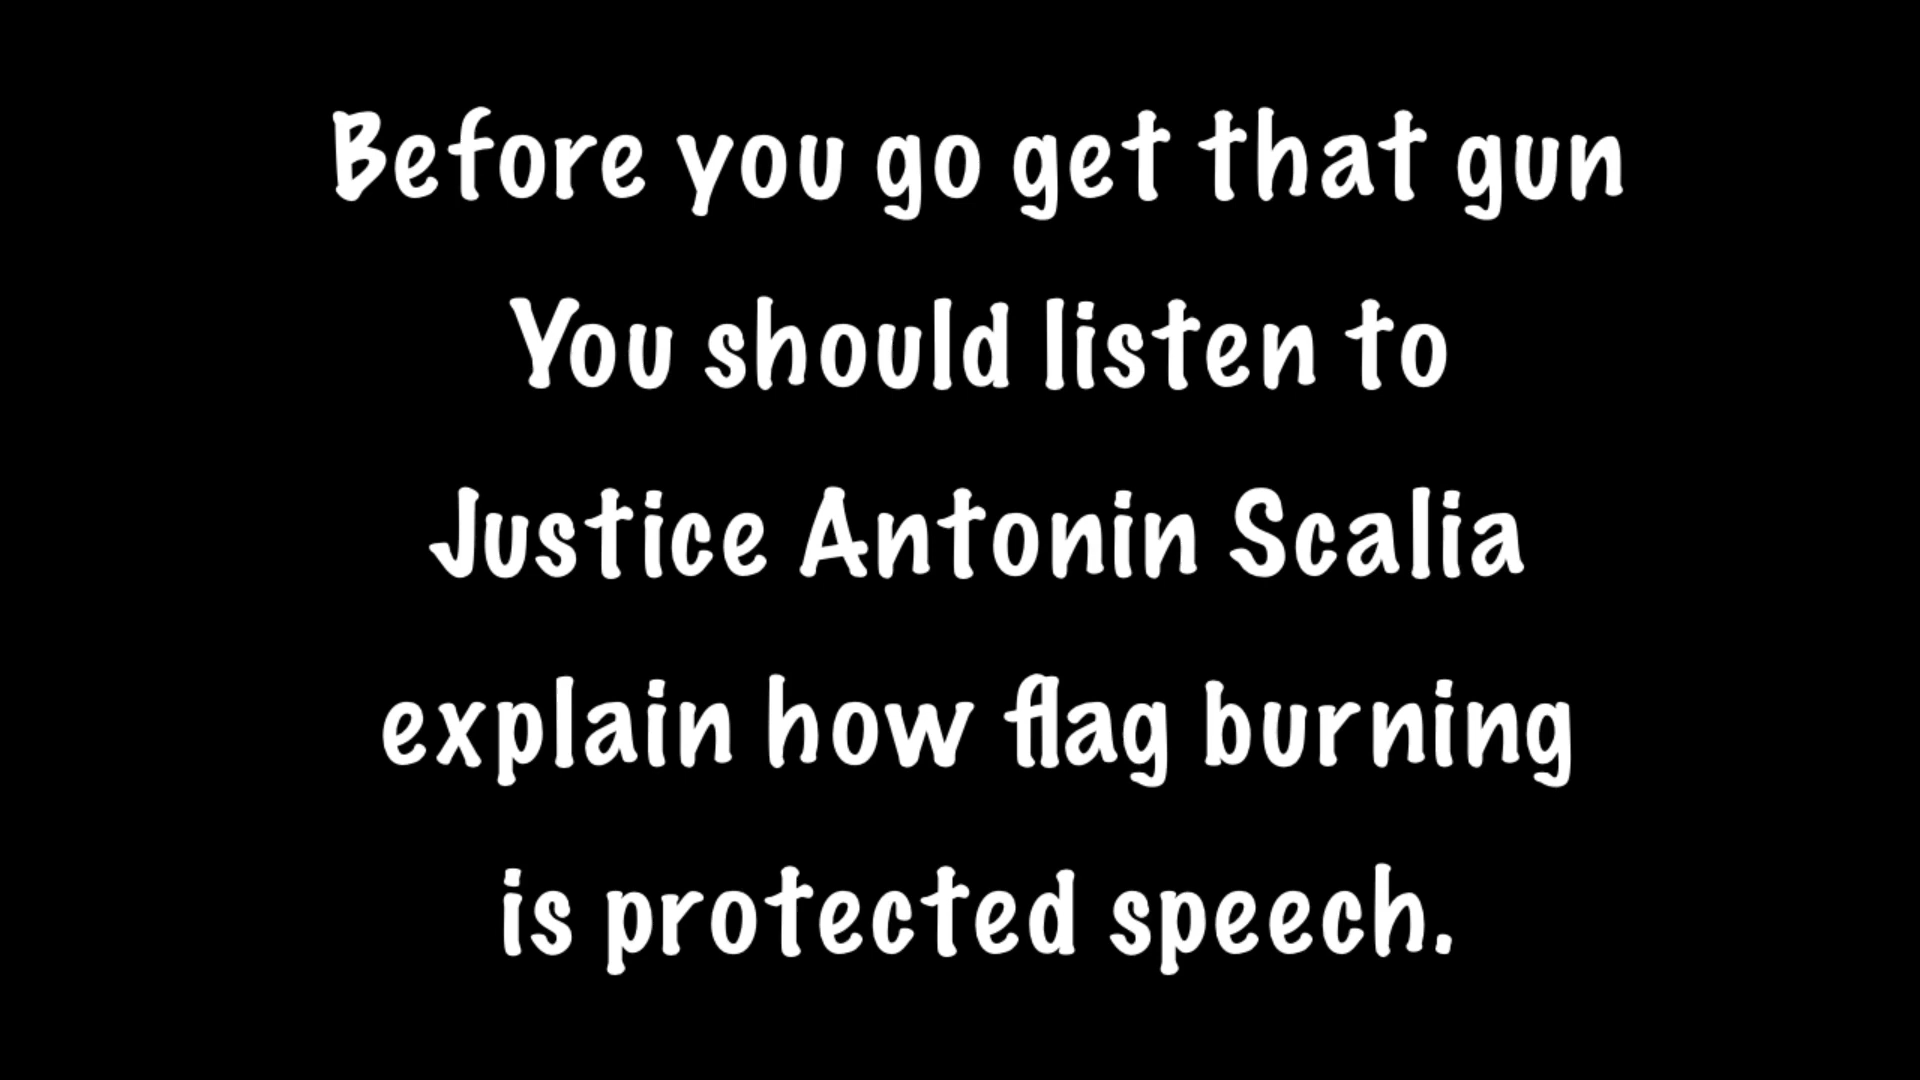 Before you go get that gun
You should listen to
Justice Antonin Scalia
explain how flag burning
is protected speech.